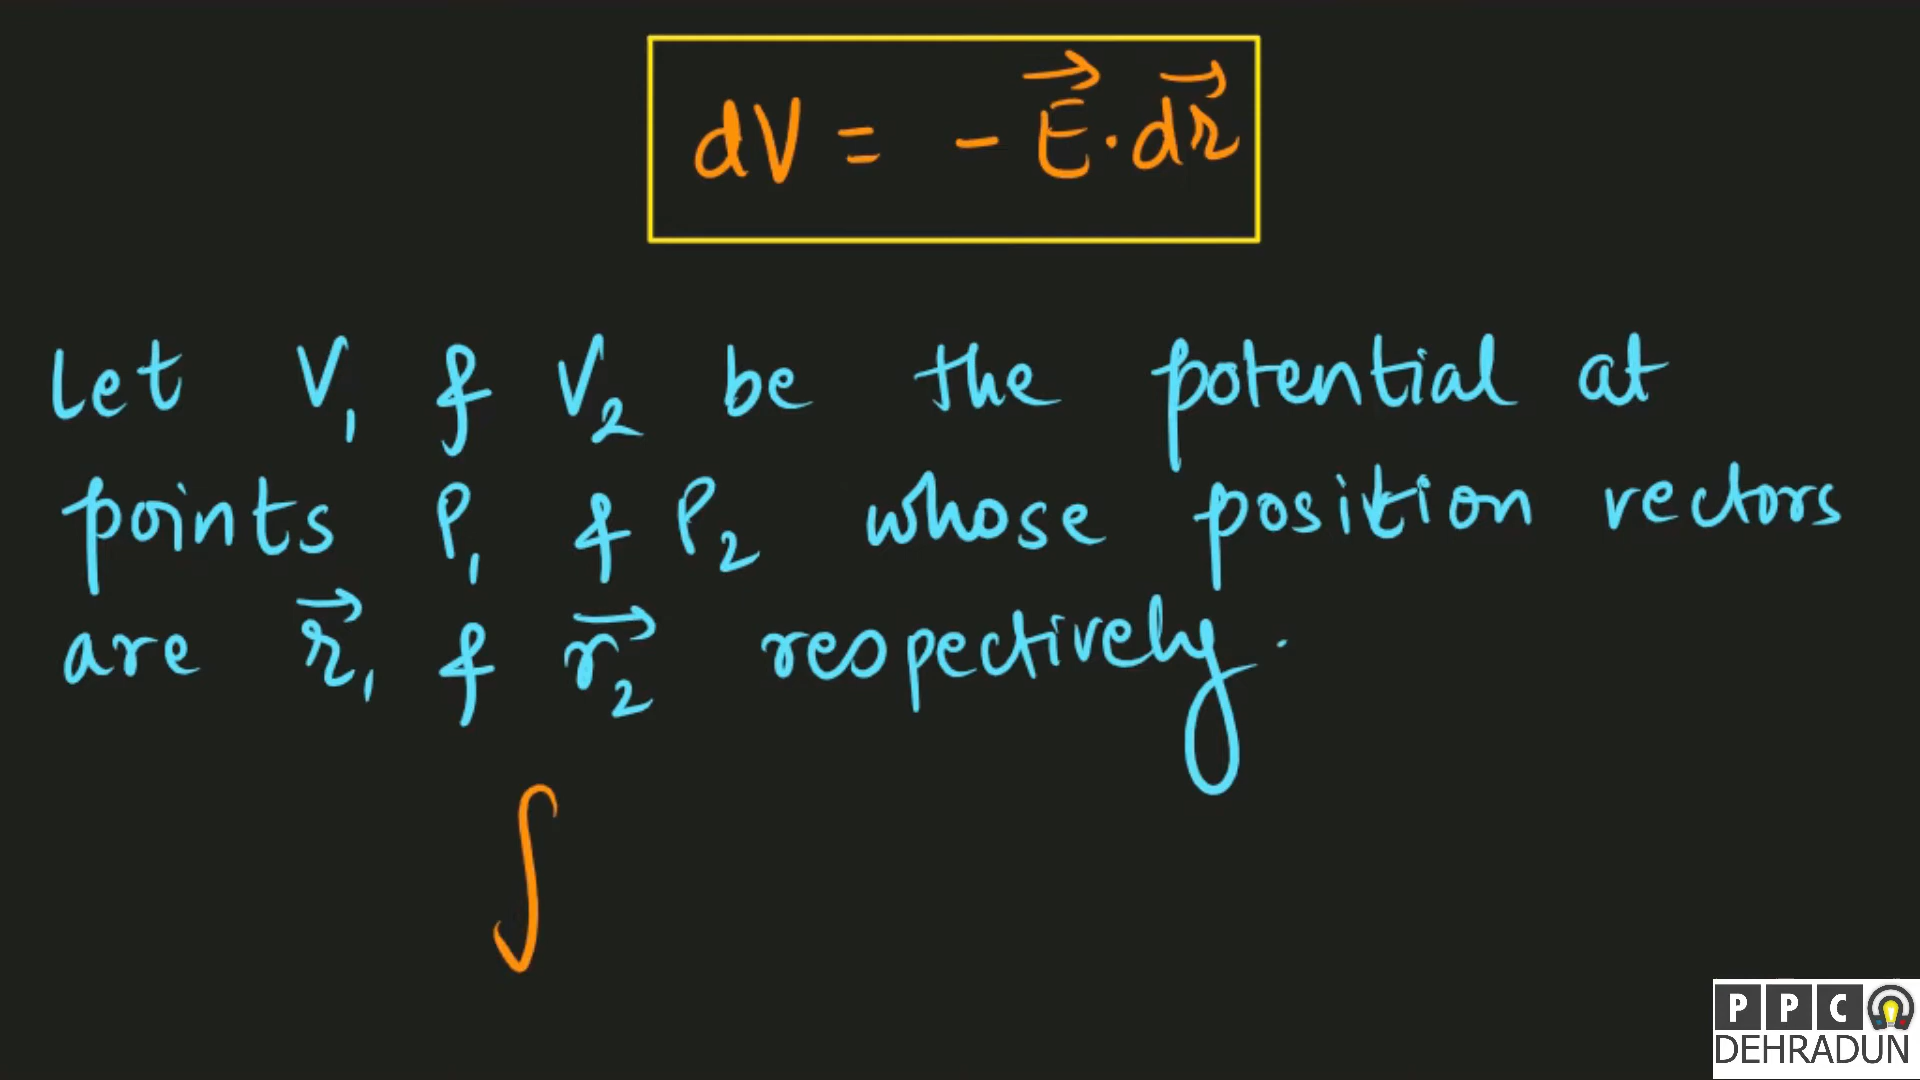 dV = - E⃗ . dr⃗
Let V₁ & V₂ be the potential at
points P₁ & P₂ whose position vectors
are r⃗₁ & r⃗₂ respectively.
∫
PPC
DEHRADUN